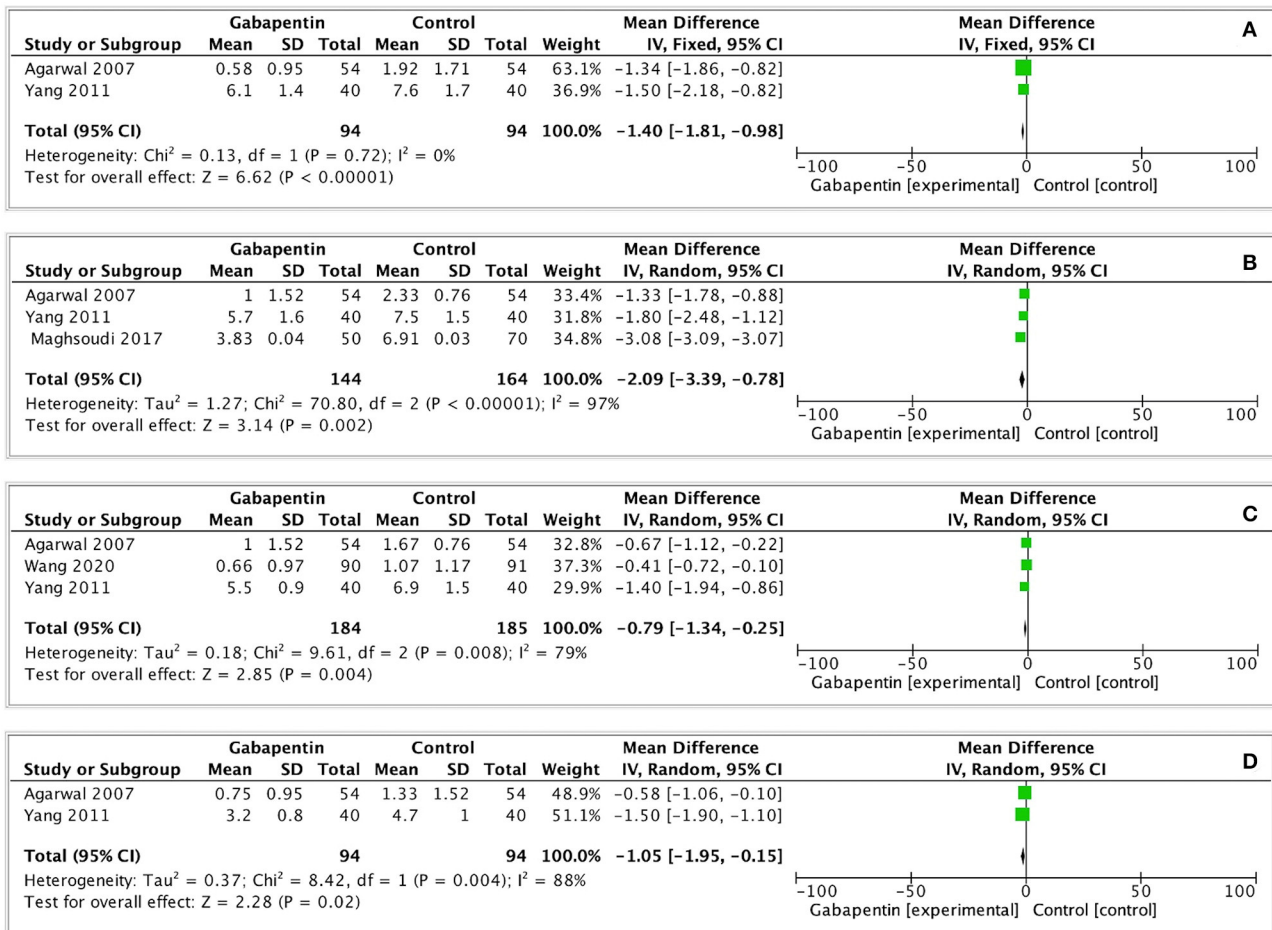 Gabapentin Control Mean Difference Mean Difference A
Study or Subgroup Mean SD Total Mean SD Total Weight IV, Fixed, 95% CI IV, Fixed, 95% CI
Agarwal 2007 0.58 0.95 54 1.92 1.71 54 63.1% −1.34 [−1.86, −0.82]
Yang 2011 6.1 1.4 40 7.6 1.7 40 36.9% −1.50 [−2.18, −0.82]
Total (95% CI) 94 94 100.0% −1.40 [−1.81, −0.98]
Heterogeneity: Chi² = 0.13, df = 1 (P = 0.72); I² = 0%
Test for overall effect: Z = 6.62 (P < 0.00001)
−100 −50 0 50 100
Gabapentin [experimental] Control [control]
Gabapentin Control Mean Difference Mean Difference B
Study or Subgroup Mean SD Total Mean SD Total Weight IV, Random, 95% CI IV, Random, 95% CI
Agarwal 2007 1 1.52 54 2.33 0.76 54 33.4% −1.33 [−1.78, −0.88]
Yang 2011 5.7 1.6 40 7.5 1.5 40 31.8% −1.80 [−2.48, −1.12]
Maghsoudi 2017 3.83 0.04 50 6.91 0.03 70 34.8% −3.08 [−3.09, −3.07]
Total (95% CI) 144 164 100.0% −2.09 [−3.39, −0.78]
Heterogeneity: Tau² = 1.27; Chi² = 70.80, df = 2 (P < 0.00001); I² = 97%
Test for overall effect: Z = 3.14 (P = 0.002)
−100 −50 0 50 100
Gabapentin [experimental] Control [control]
Gabapentin Control Mean Difference Mean Difference C
Study or Subgroup Mean SD Total Mean SD Total Weight IV, Random, 95% CI IV, Random, 95% CI
Agarwal 2007 1 1.52 54 1.67 0.76 54 32.8% −0.67 [−1.12, −0.22]
Wang 2020 0.66 0.97 90 1.07 1.17 91 37.3% −0.41 [−0.72, −0.10]
Yang 2011 5.5 0.9 40 6.9 1.5 40 29.9% −1.40 [−1.94, −0.86]
Total (95% CI) 184 185 100.0% −0.79 [−1.34, −0.25]
Heterogeneity: Tau² = 0.18; Chi² = 9.61, df = 2 (P = 0.008); I² = 79%
Test for overall effect: Z = 2.85 (P = 0.004)
−100 −50 0 50 100
Gabapentin [experimental] Control [control]
Gabapentin Control Mean Difference Mean Difference D
Study or Subgroup Mean SD Total Mean SD Total Weight IV, Random, 95% CI IV, Random, 95% CI
Agarwal 2007 0.75 0.95 54 1.33 1.52 54 48.9% −0.58 [−1.06, −0.10]
Yang 2011 3.2 0.8 40 4.7 1 40 51.1% −1.50 [−1.90, −1.10]
Total (95% CI) 94 94 100.0% −1.05 [−1.95, −0.15]
Heterogeneity: Tau² = 0.37; Chi² = 8.42, df = 1 (P = 0.004); I² = 88%
Test for overall effect: Z = 2.28 (P = 0.02)
−100 −50 0 50 100
Gabapentin [experimental] Control [control]